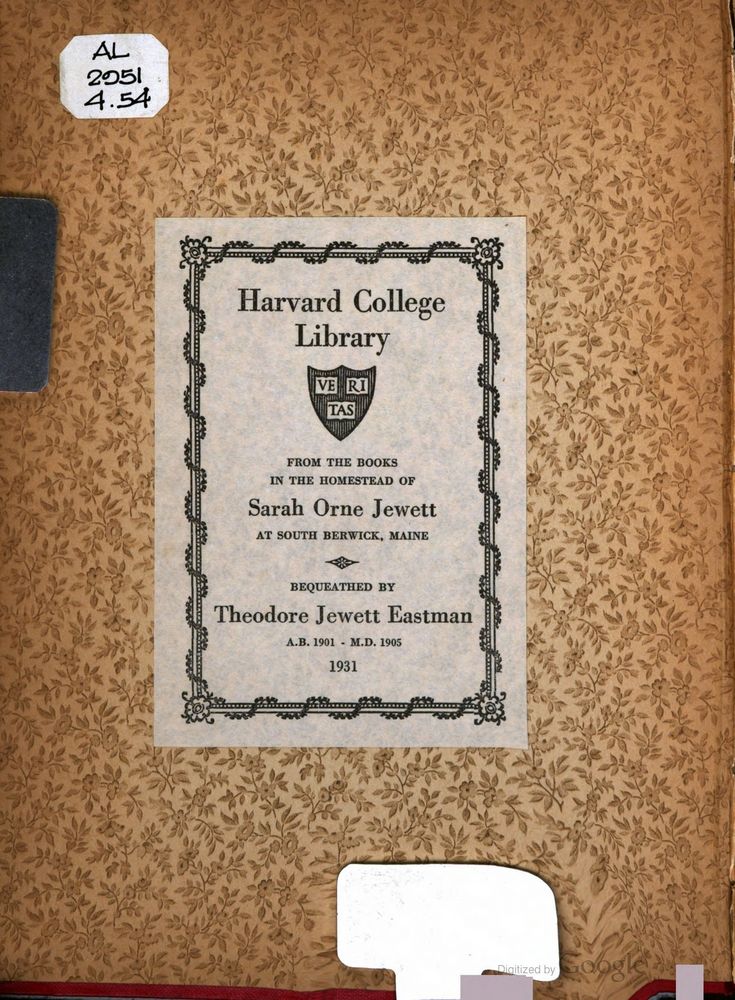 AL
2951
4.54
Harvard College
Library
VE RI
TAS
FROM THE BOOKS
IN THE HOMESTEAD OF
Sarah Orne Jewett
AT SOUTH BERWICK, MAINE
BEQUEATHED BY
Theodore Jewett Eastman
A.B. 1901 - M.D. 1905
1931
Digitized by Google